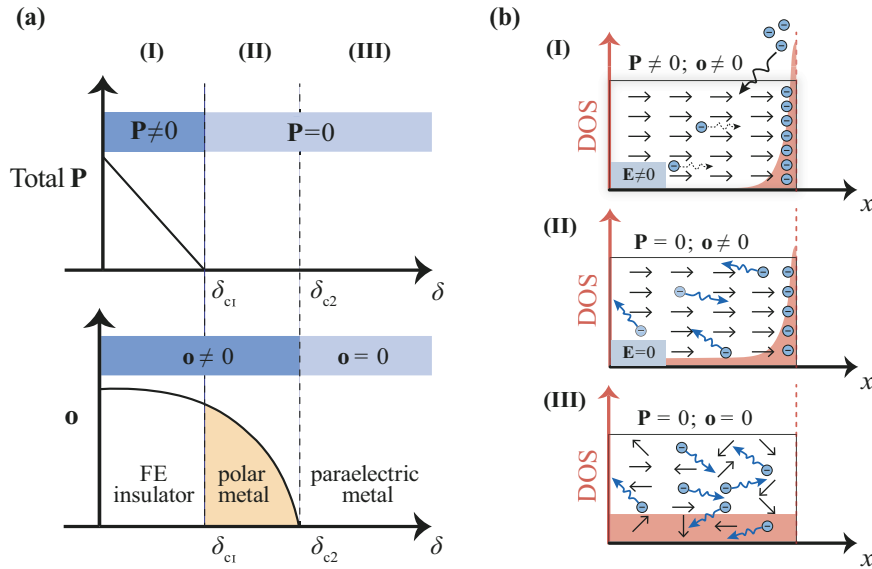 (a)
(I) (II) (III)
P≠0 P=0
Total P
δc1 δc2 δ
o ≠ 0 o = 0
o
FE insulator
polar metal
paraelectric metal
δc1 δc2 δ
(b)
(I)
P ≠ 0; o ≠ 0
DOS
E≠0
x
(II)
P = 0; o ≠ 0
DOS
E=0
x
(III)
P = 0; o = 0
DOS
x